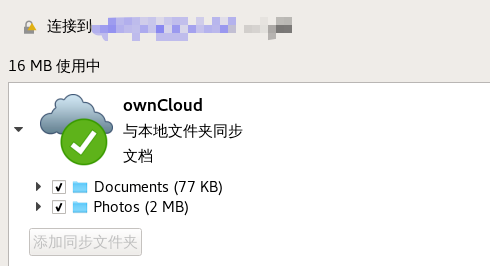 连接到
16 MB 使用中
ownCloud
与本地文件夹同步
文档
Documents (77 KB)
Photos (2 MB)
添加同步文件夹